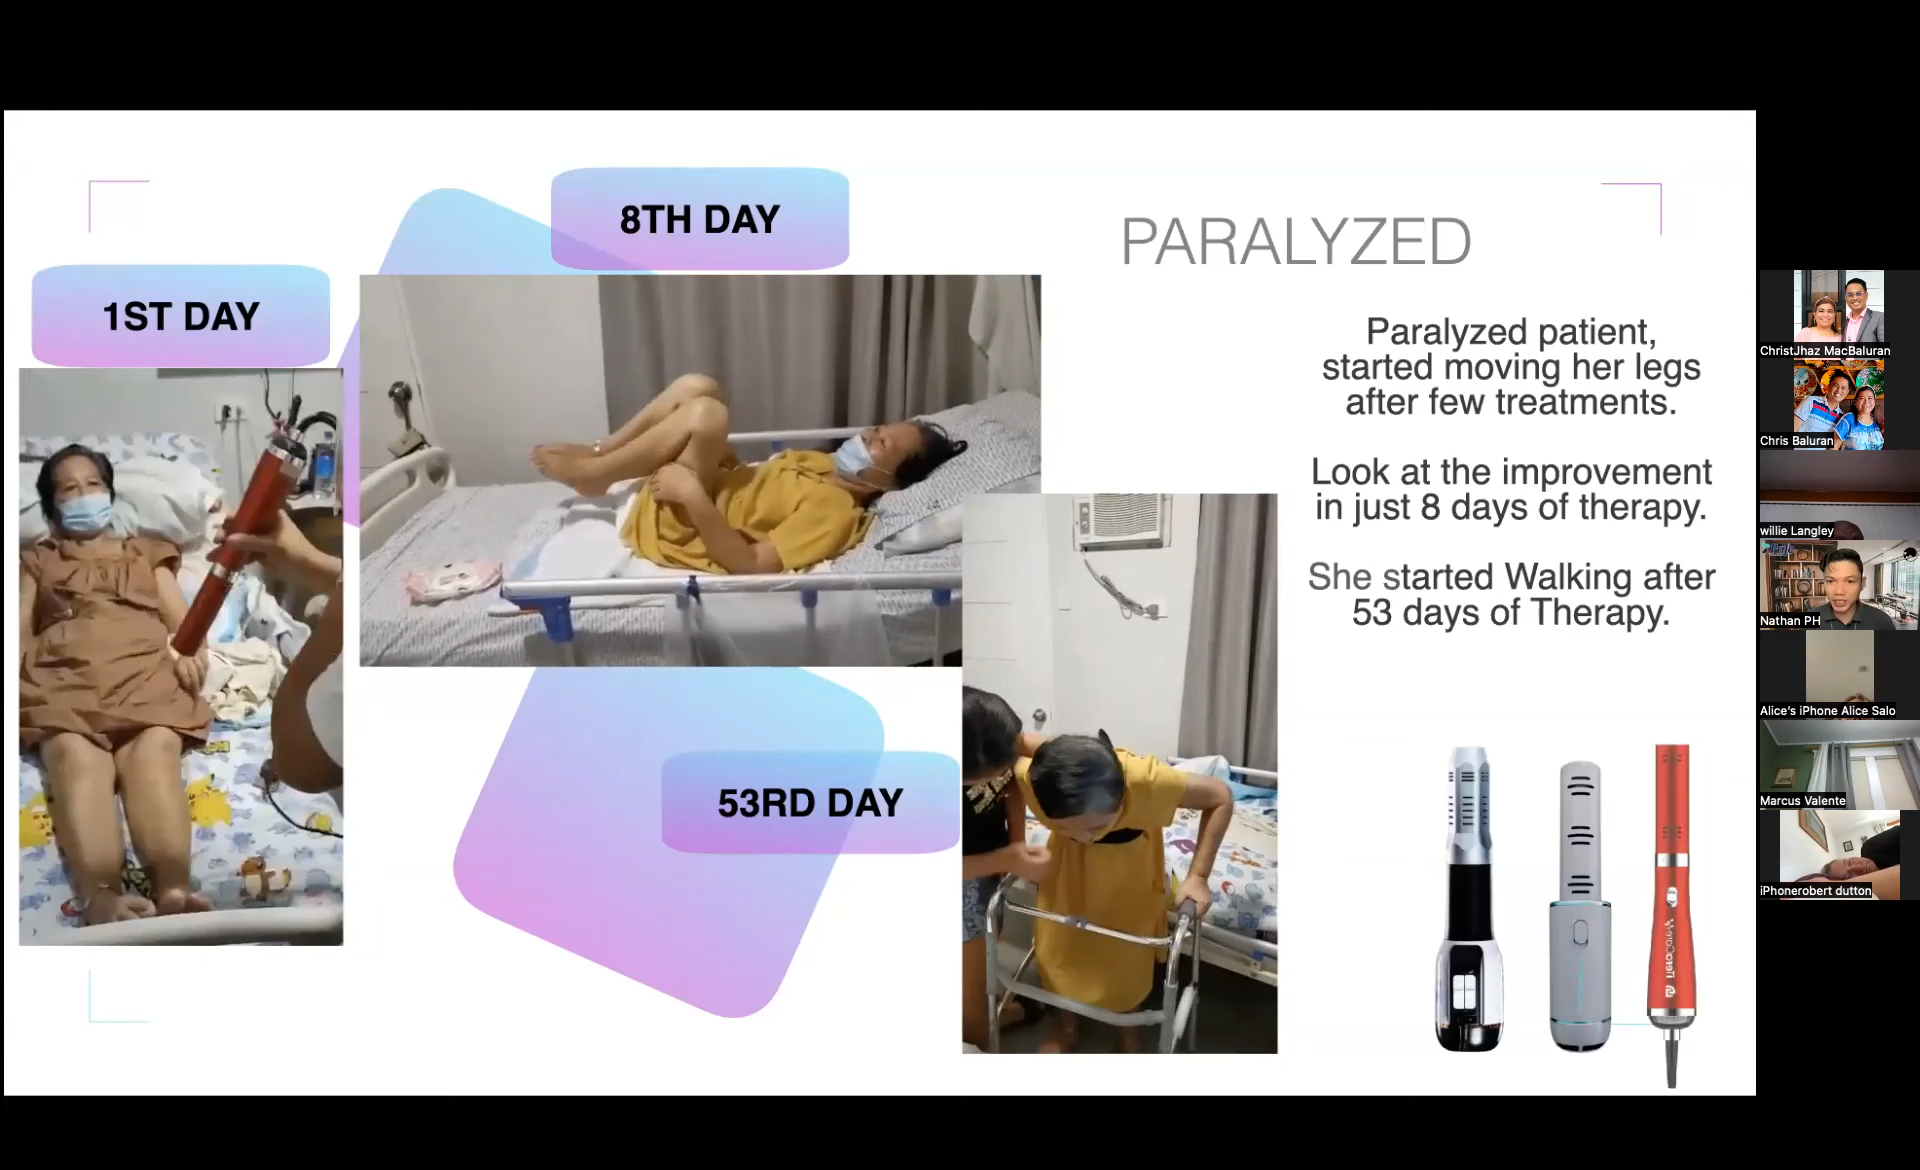 8TH DAY
1ST DAY
53RD DAY
PARALYZED
Paralyzed patient,
started moving her legs
after few treatments.
Look at the improvement
in just 8 days of therapy.
She started Walking after
53 days of Therapy.
iTeraCare
ChristJhaz MacBaluran
Chris Baluran
willie Langley
Nathan PH
Alice's iPhone Alice Salo
Marcus Valente
iPhonerobert dutton